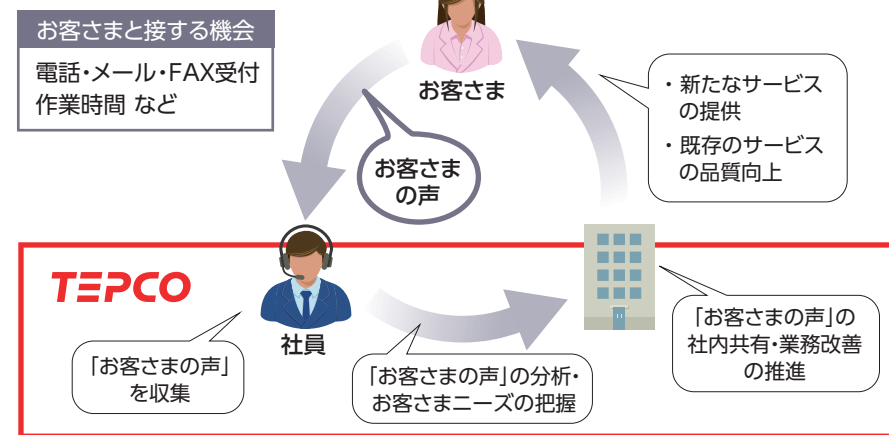 お客さまと接する機会
電話・メール・FAX受付
作業時間 など
お客さま
・新たなサービス
の提供
・既存のサービス
の品質向上
お客さま
の声
TEPCO
社員
「お客さまの声」
を収集
「お客さまの声」の分析・
お客さまニーズの把握
「お客さまの声」の
社内共有・業務改善
の推進